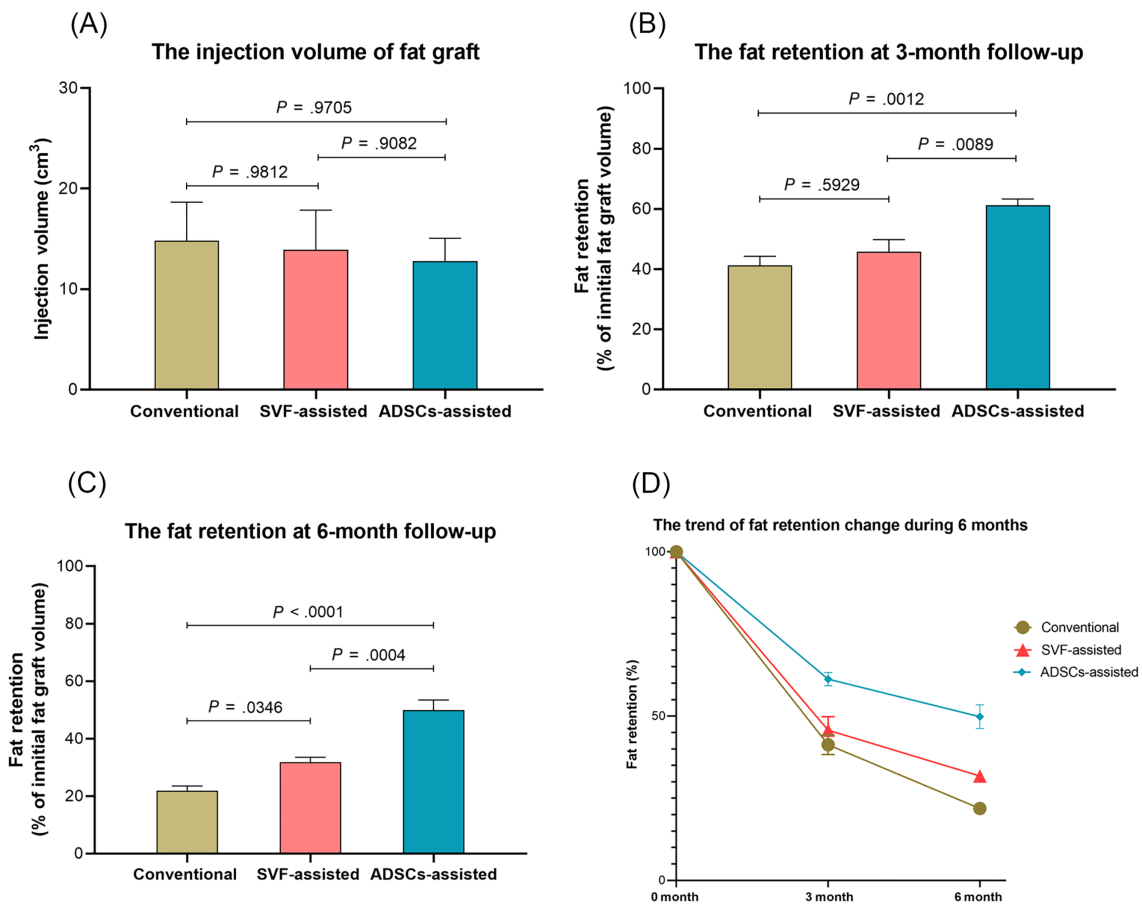 (A)
The injection volume of fat graft
Injection volume (cm³)
30
20
10
0
P = .9705
P = .9082
P = .9812
Conventional
SVF-assisted
ADSCs-assisted
(B)
The fat retention at 3-month follow-up
Fat retention
(% of innitial fat graft volume)
100
80
60
40
20
0
P = .0012
P = .0089
P = .5929
Conventional
SVF-assisted
ADSCs-assisted
(C)
The fat retention at 6-month follow-up
Fat retention
(% of innitial fat graft volume)
100
80
60
40
20
0
P < .0001
P = .0004
P = .0346
Conventional
SVF-assisted
ADSCs-assisted
(D)
The trend of fat retention change during 6 months
Fat retention (%)
100
50
0
0 month
3 month
6 month
Conventional
SVF-assisted
ADSCs-assisted